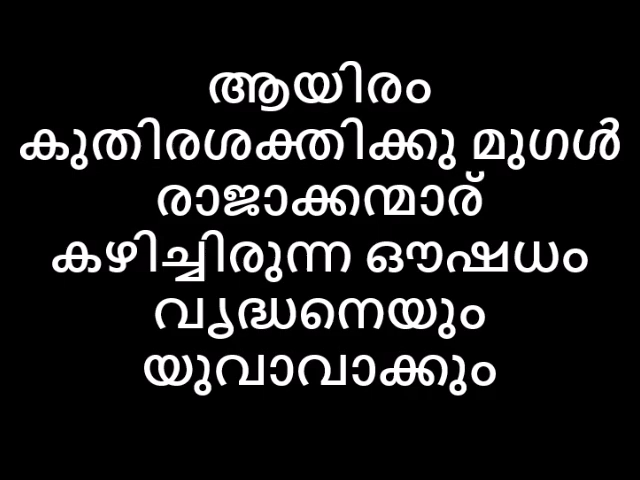 ആയിരം
കുതിരശക്തിക്കു മുഗൾ
രാജാക്കന്മാര്
കഴിച്ചിരുന്ന ഔഷധം
വൃദ്ധനെയും
യുവാവാക്കും